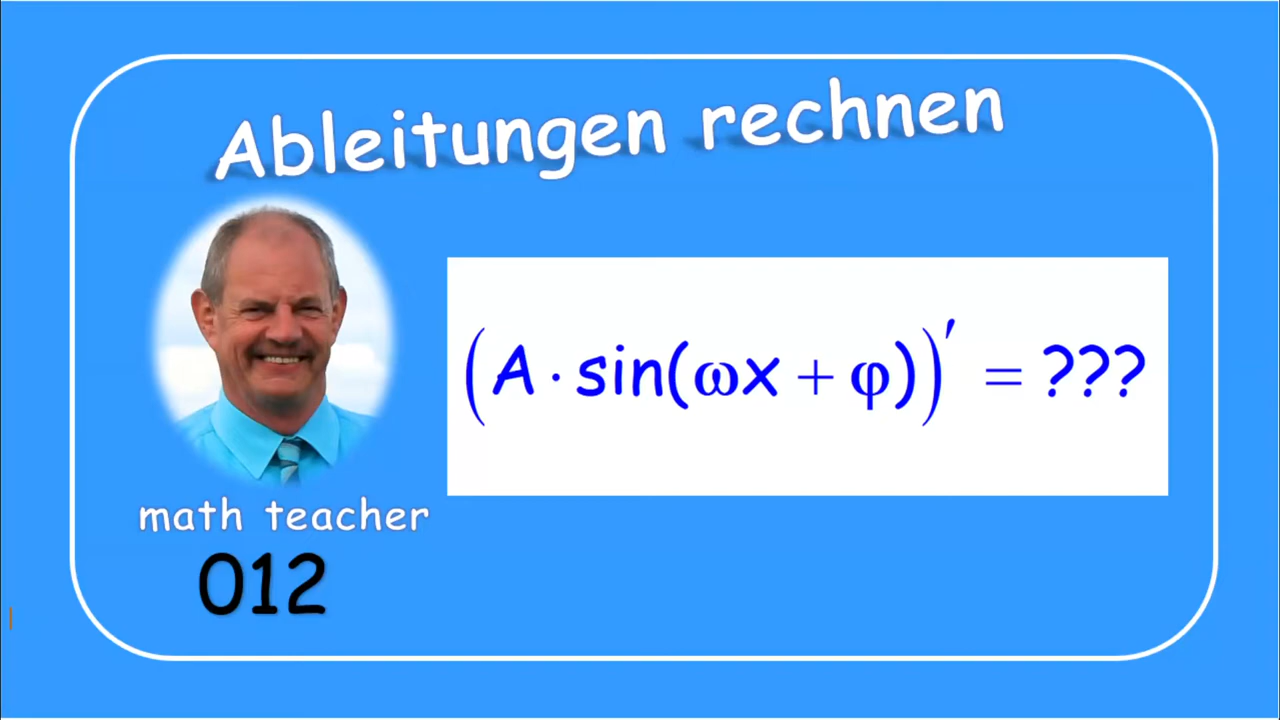 Ableitungen rechnen
(A · sin(ωx + φ))′ = ???
math teacher
012